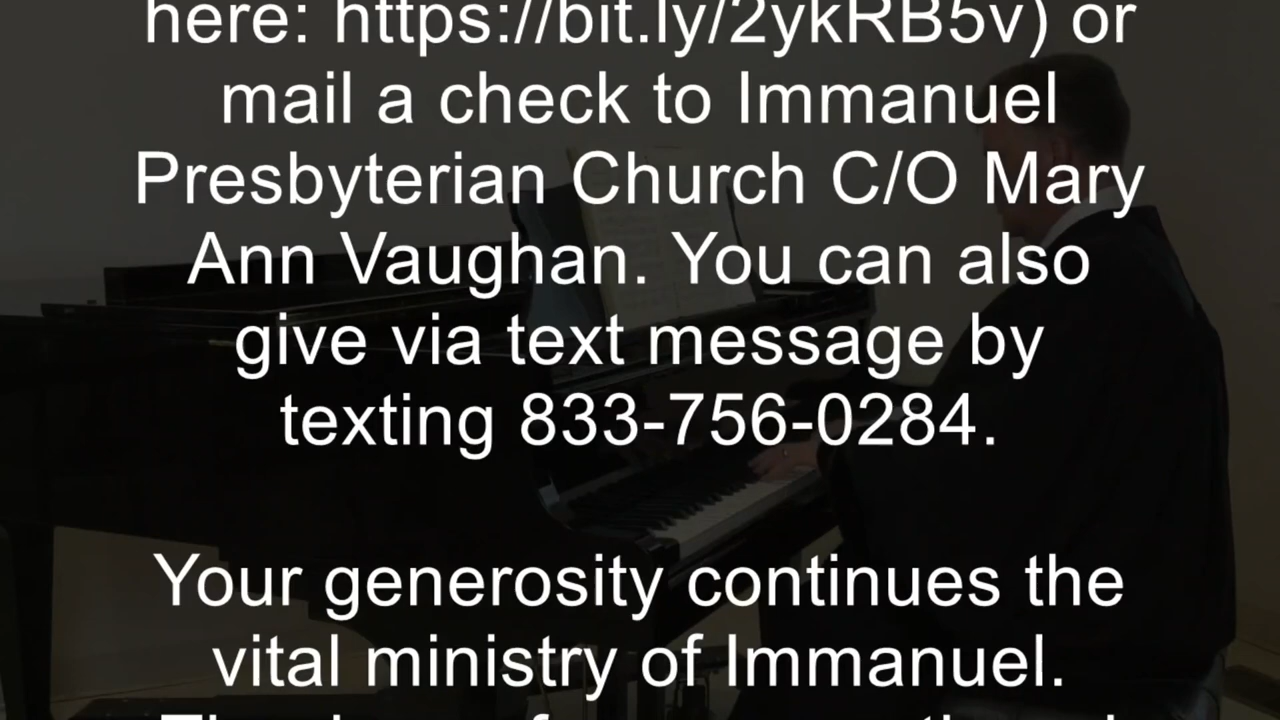 here: https://bit.ly/2ykRB5v) or
mail a check to Immanuel
Presbyterian Church C/O Mary
Ann Vaughan. You can also
give via text message by
texting 833-756-0284.
Your generosity continues the
vital ministry of Immanuel.